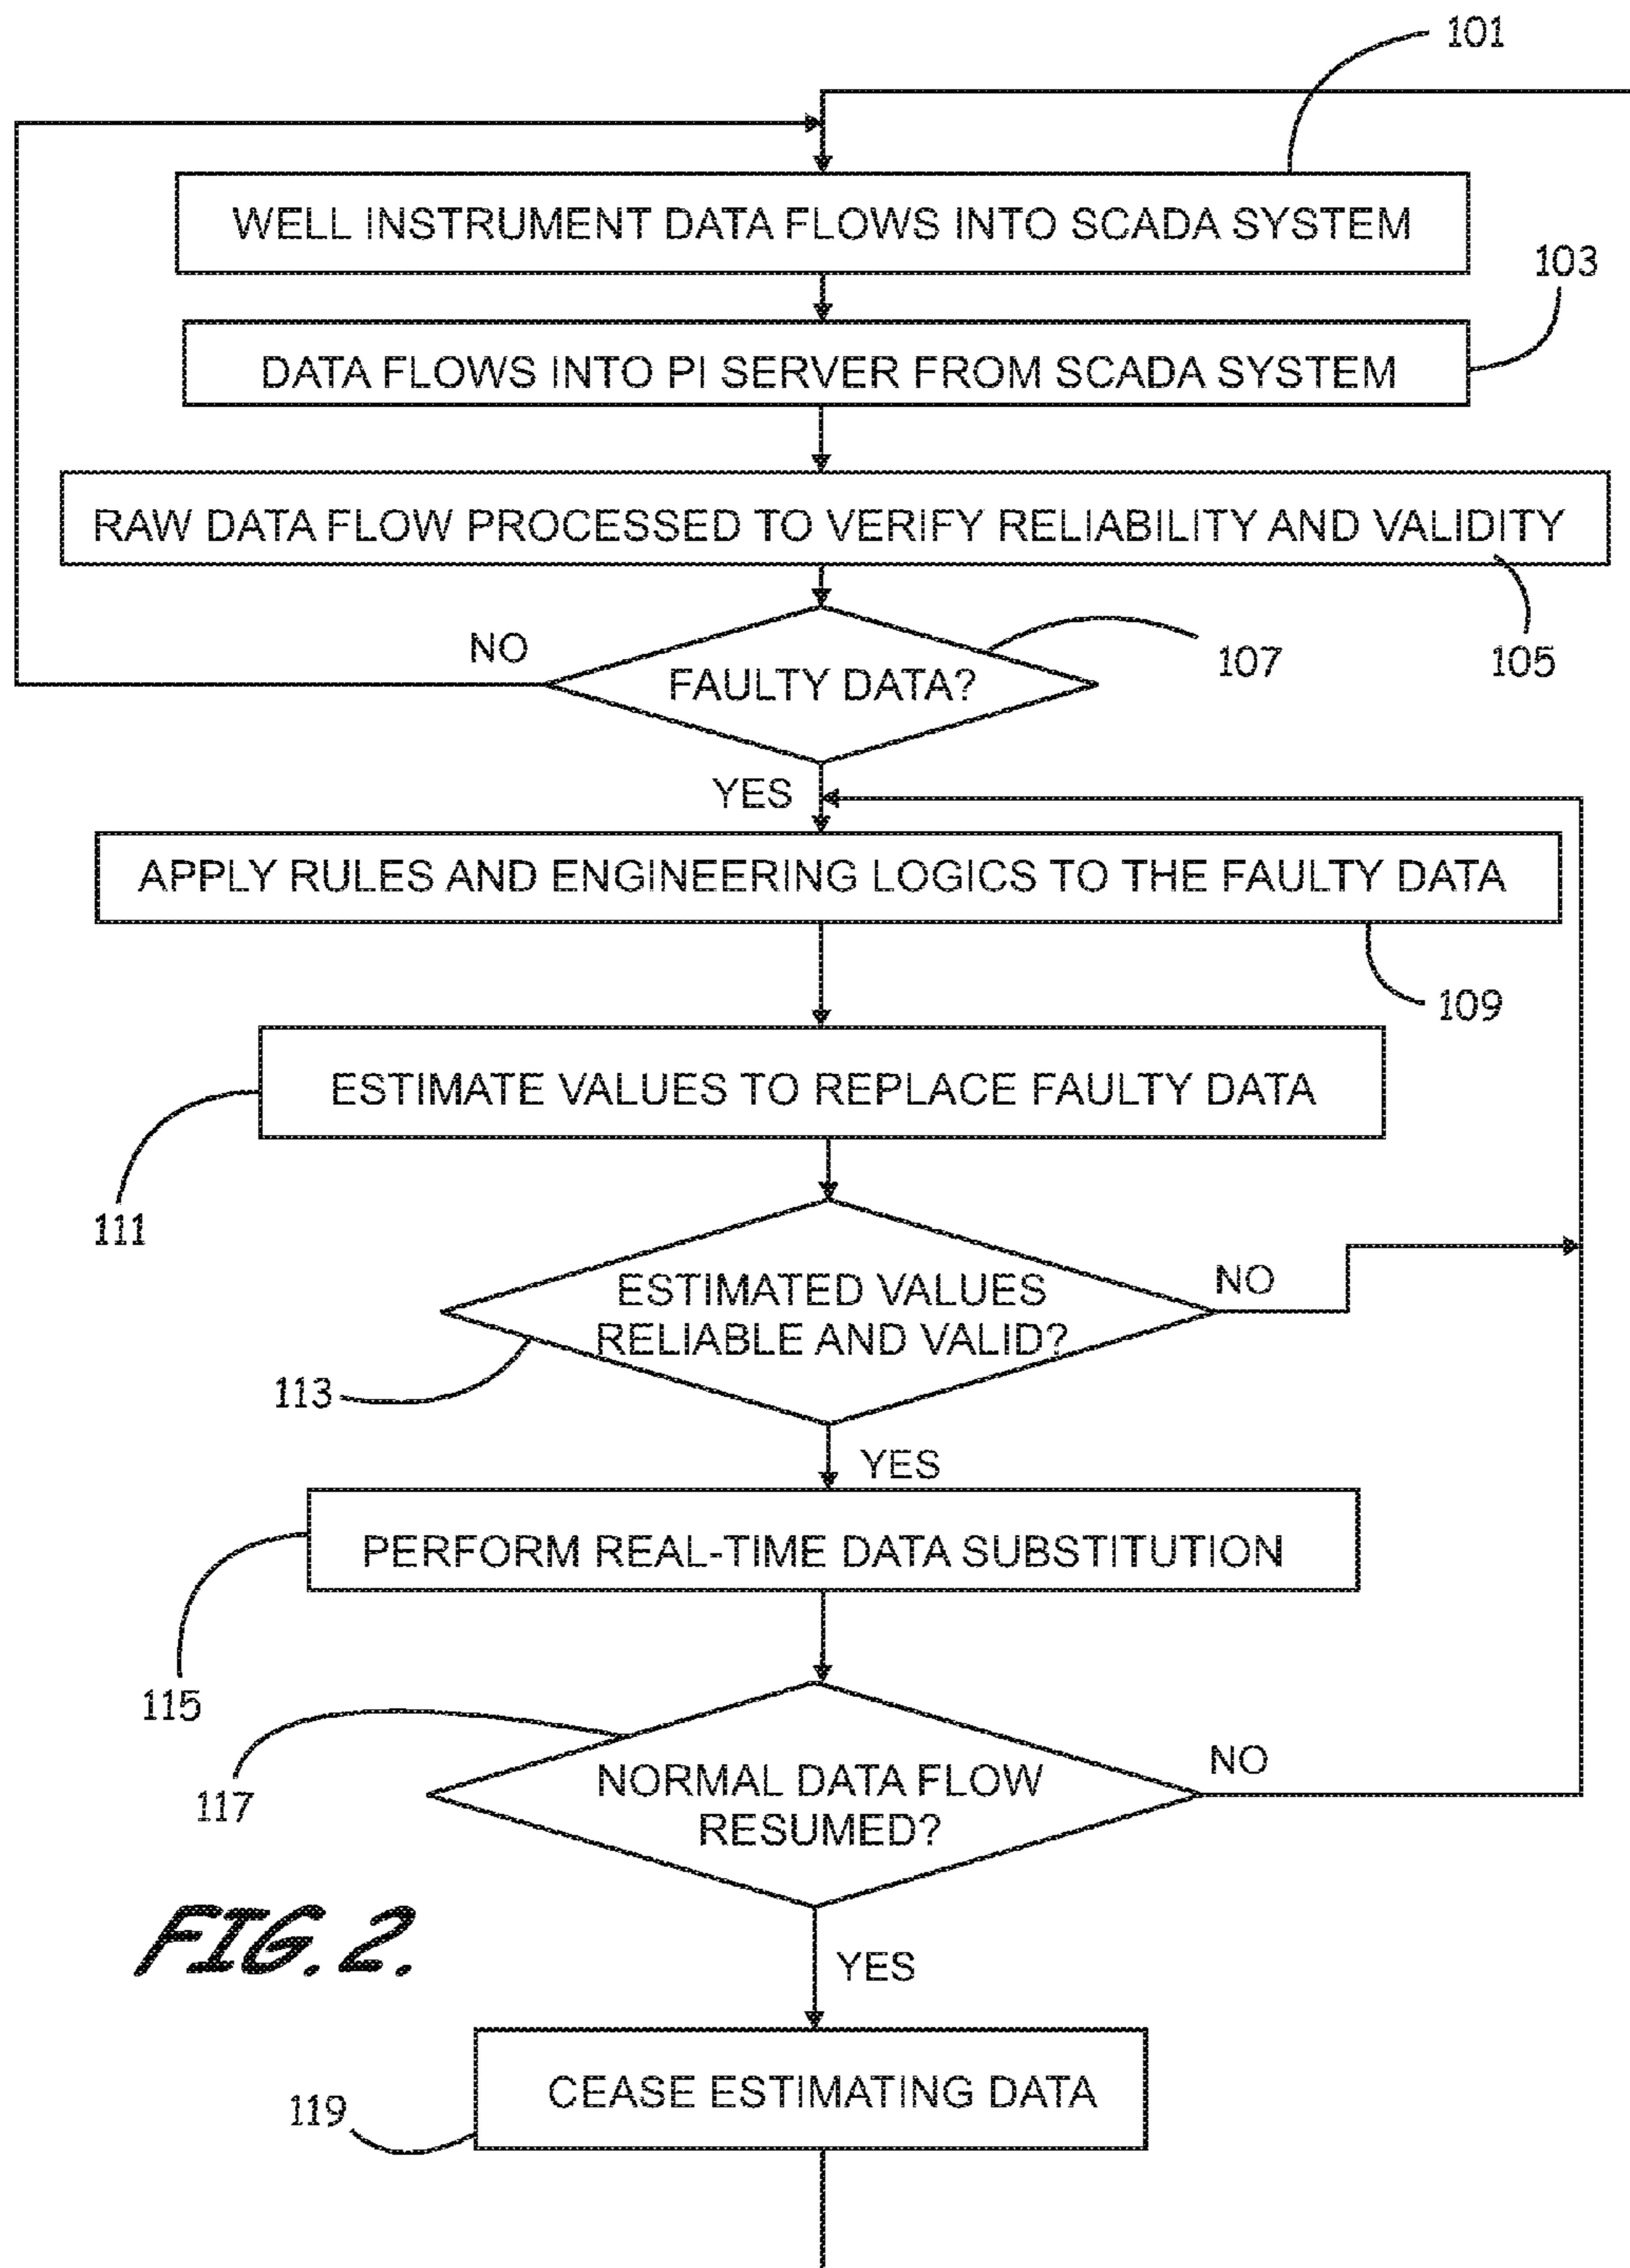 101
WELL INSTRUMENT DATA FLOWS INTO SCADA SYSTEM
103
DATA FLOWS INTO PI SERVER FROM SCADA SYSTEM
RAW DATA FLOW PROCESSED TO VERIFY RELIABILITY AND VALIDITY
105
NO
107
FAULTY DATA?
YES
APPLY RULES AND ENGINEERING LOGICS TO THE FAULTY DATA
109
ESTIMATE VALUES TO REPLACE FAULTY DATA
111
ESTIMATED VALUES
RELIABLE AND VALID?
NO
113
YES
PERFORM REAL-TIME DATA SUBSTITUTION
115
117
NORMAL DATA FLOW
RESUMED?
NO
FIG. 2.
YES
CEASE ESTIMATING DATA
119